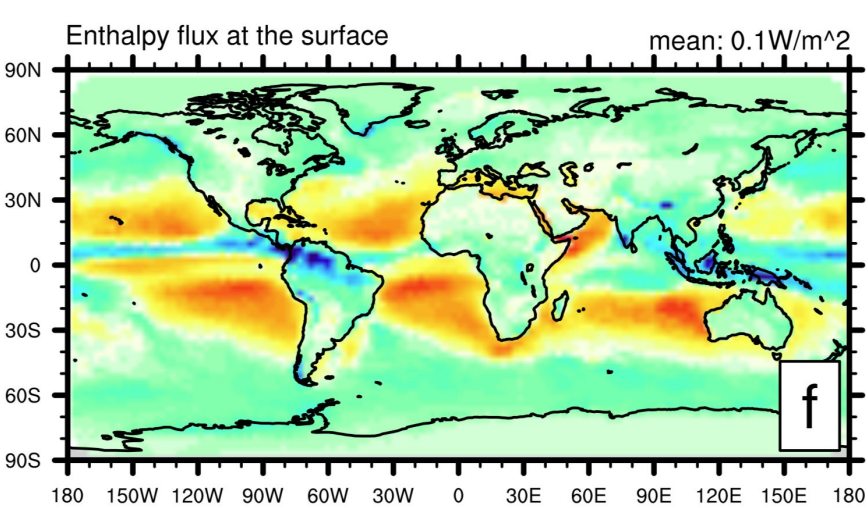 Enthalpy flux at the surface mean: 0.1W/m^2
90N
60N
30N
0
30S
60S
90S
f
180 150W 120W 90W 60W 30W 0 30E 60E 90E 120E 150E 180